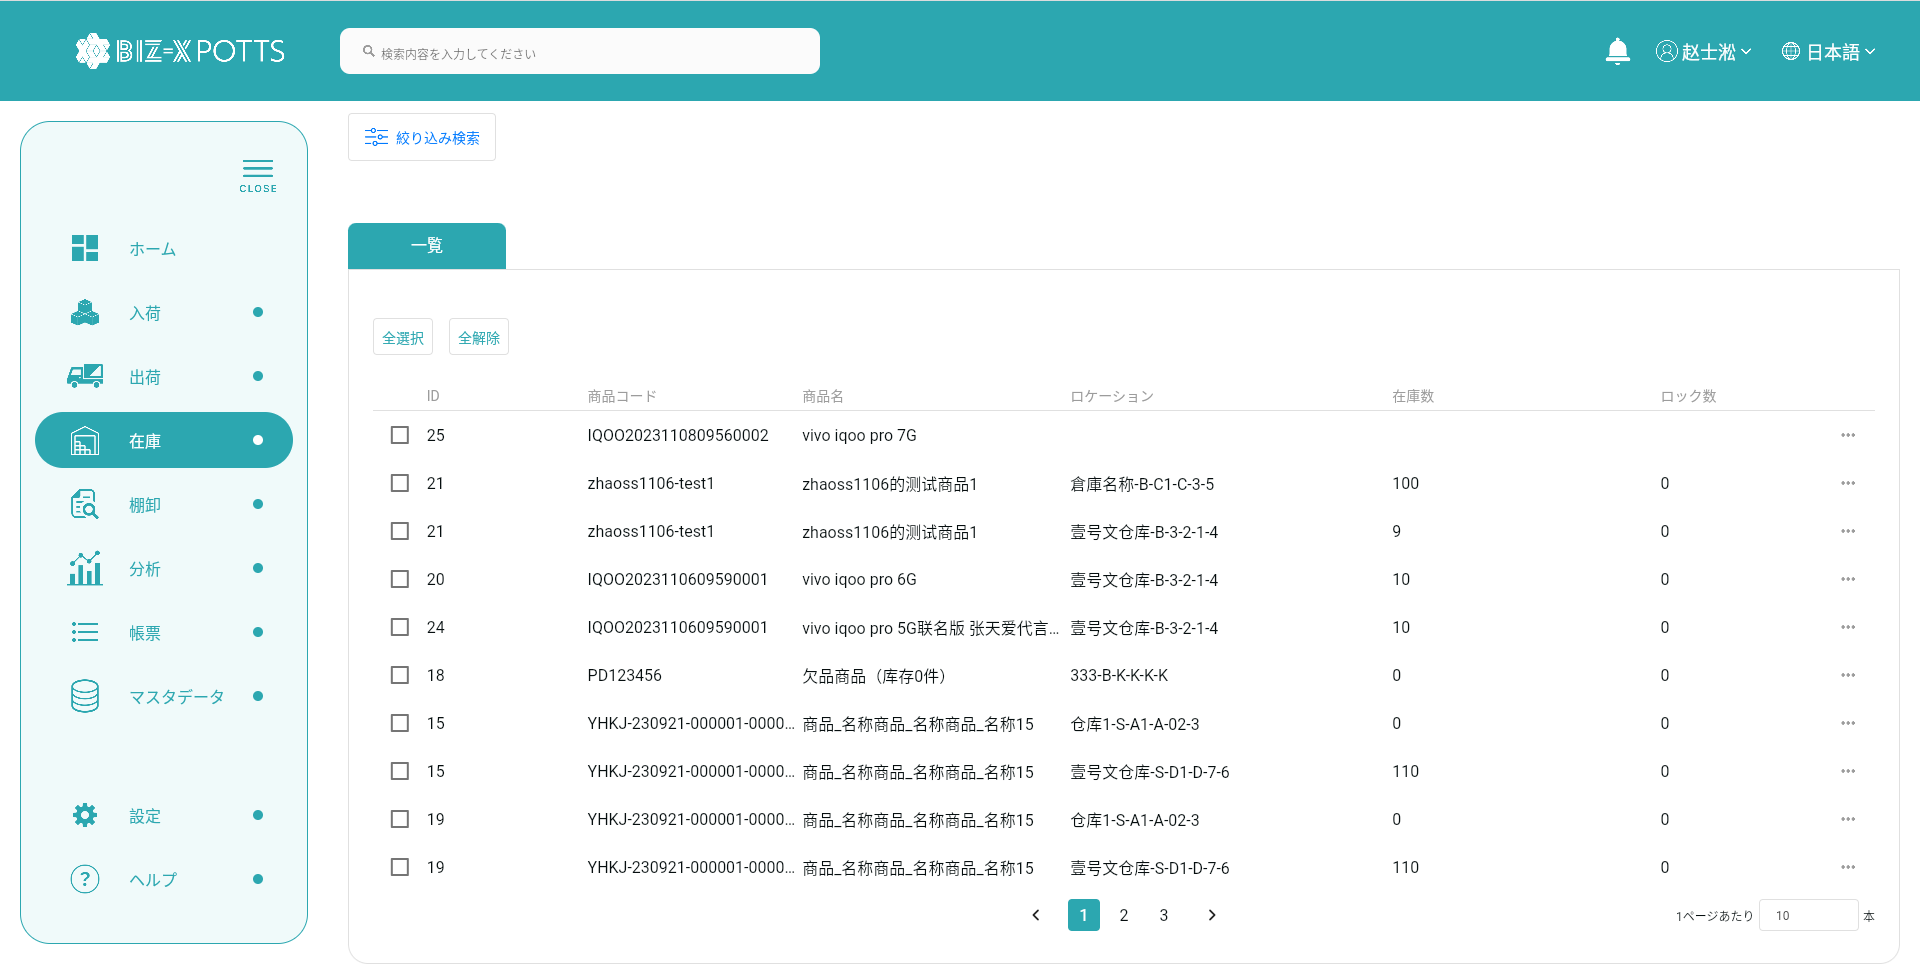 BIZ=X POTTS
検索内容を入力してください
赵士淞
日本語
CLOSE
ホーム
入荷
出荷
在庫
棚卸
分析
帳票
マスタデータ
設定
ヘルプ
絞り込み検索
一覧
全選択 全解除
ID 商品コード 商品名 ロケーション 在庫数 ロック数
25 IQOO2023110809560002 vivo iqoo pro 7G ...
21 zhaoss1106-test1 zhaoss1106的测试商品1 倉庫名称-B-C1-C-3-5 100 0 ...
21 zhaoss1106-test1 zhaoss1106的测试商品1 壹号文仓库-B-3-2-1-4 9 0 ...
20 IQOO2023110609590001 vivo iqoo pro 6G 壹号文仓库-B-3-2-1-4 10 0 ...
24 IQOO2023110609590001 vivo iqoo pro 5G联名版 张天爱代言... 壹号文仓库-B-3-2-1-4 10 0 ...
18 PD123456 欠品商品（库存0件） 333-B-K-K-K-K 0 0 ...
15 YHKJ-230921-000001-0000... 商品_名称商品_名称商品_名称15 仓库1-S-A1-A-02-3 0 0 ...
15 YHKJ-230921-000001-0000... 商品_名称商品_名称商品_名称15 壹号文仓库-S-D1-D-7-6 110 0 ...
19 YHKJ-230921-000001-0000... 商品_名称商品_名称商品_名称15 仓库1-S-A1-A-02-3 0 0 ...
19 YHKJ-230921-000001-0000... 商品_名称商品_名称商品_名称15 壹号文仓库-S-D1-D-7-6 110 0 ...
1 2 3
1ページあたり 10 本